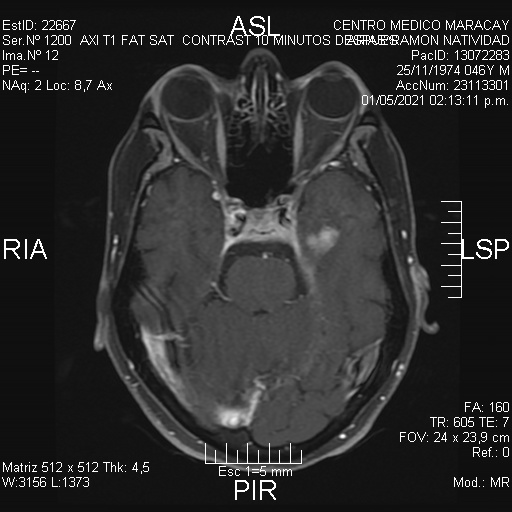 EstID: 22667
ASL
CENTRO MEDICO MARACAY
Ser.Nº 1200 AXI T1 FAT SAT CONTRAST 10 MINUTOS
RAMON NATIVIDAD
Ima.Nº 12
PacID: 13072283
PE= --
25/11/1974 046Y M
NAq: 2 Loc: 8,7 Ax
AccNum: 23113301
01/05/2021 02:13:11 p.m.
RIA
LSP
FA: 160
TR: 605 TE: 7
FOV: 24 x 23,9 cm
Ref.: 0
Matriz 512 x 512 Thk: 4,5
Esc 1=5 mm
W:3156 L:1373
PIR
Mod.: MR